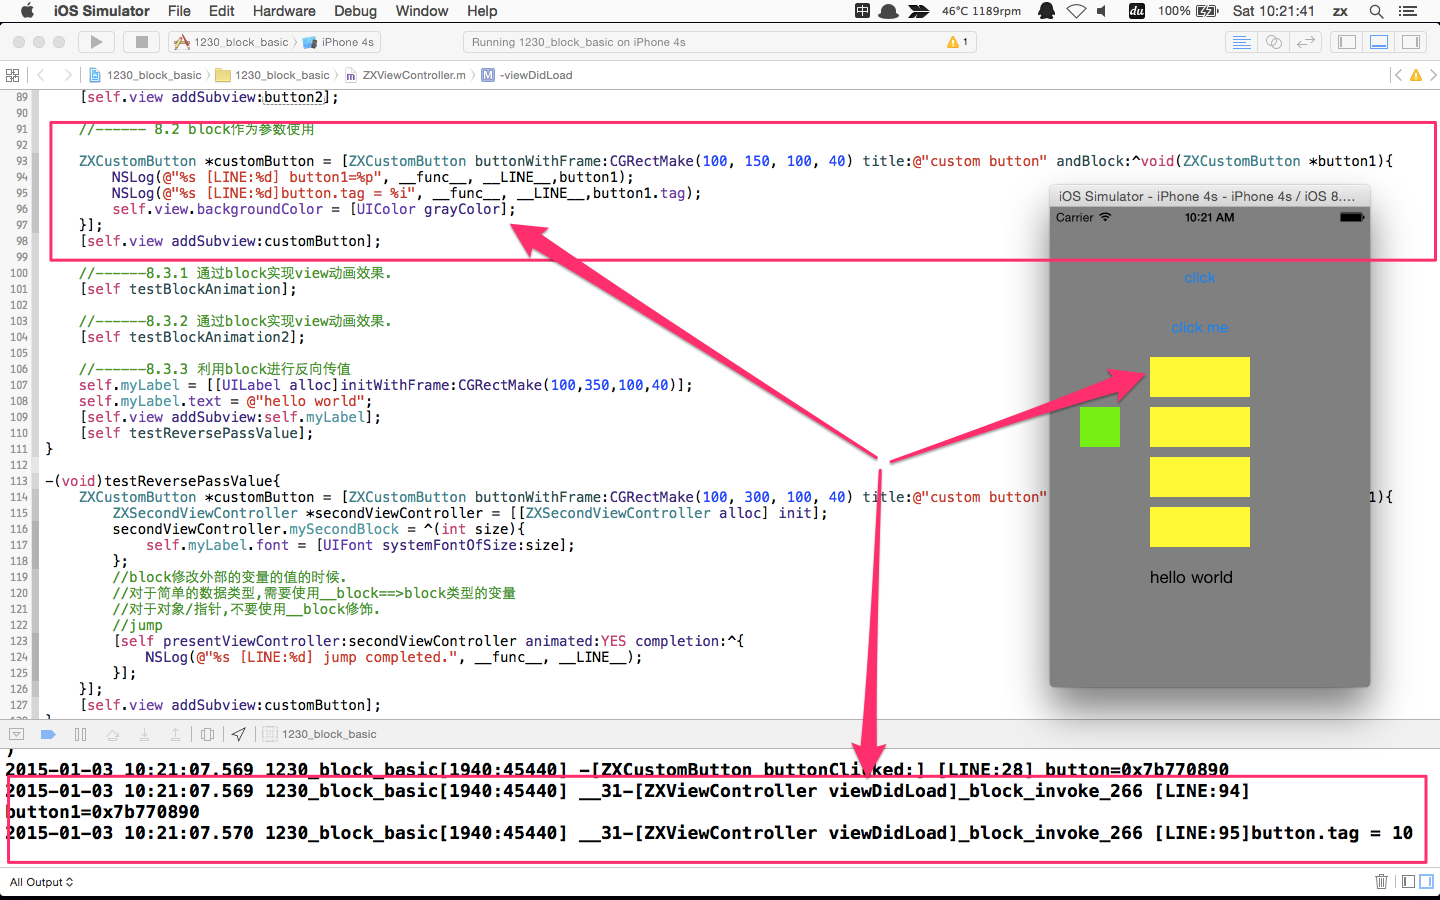 iOS Simulator File Edit Hardware Debug Window Help 46°C 1189rpm du 100% Sat 10:21:41 zx
1230_block_basic iPhone 4s Running 1230_block_basic on iPhone 4s 1
1230_block_basic 1230_block_basic ZXViewController.m M -viewDidLoad
89 [self.view addSubview:button2];
90
91 //------ 8.2 block作为参数使用
92
93 ZXCustomButton *customButton = [ZXCustomButton buttonWithFrame:CGRectMake(100, 150, 100, 40) title:@"custom button" andBlock:^void(ZXCustomButton *button1){
94 NSLog(@"%s [LINE:%d] button1=%p", __func__, __LINE__,button1);
95 NSLog(@"%s [LINE:%d]button.tag = %i", __func__, __LINE__,button1.tag);
96 self.view.backgroundColor = [UIColor grayColor];
97 }];
98 [self.view addSubview:customButton];
99
100 //------8.3.1 通过block实现view动画效果.
101 [self testBlockAnimation];
102
103 //------8.3.2 通过block实现view动画效果.
104 [self testBlockAnimation2];
105
106 //------8.3.3 利用block进行反向传值
107 self.myLabel = [[UILabel alloc]initWithFrame:CGRectMake(100,350,100,40)];
108 self.myLabel.text = @"hello world";
109 [self.view addSubview:self.myLabel];
110 [self testReversePassValue];
111 }
112
113 -(void)testReversePassValue{
114 ZXCustomButton *customButton = [ZXCustomButton buttonWithFrame:CGRectMake(100, 300, 100, 40) title:@"custom button" 1){
115 ZXSecondViewController *secondViewController = [[ZXSecondViewController alloc] init];
116 secondViewController.mySecondBlock = ^(int size){
117 self.myLabel.font = [UIFont systemFontOfSize:size];
118 };
119 //block修改外部的变量的值的时候.
120 //对于简单的数据类型,需要使用__block==>block类型的变量
121 //对于对象/指针,不要使用__block修饰.
122 //jump
123 [self presentViewController:secondViewController animated:YES completion:^{
124 NSLog(@"%s [LINE:%d] jump completed.", __func__, __LINE__);
125 }];
126 }];
127 [self.view addSubview:customButton];
iOS Simulator - iPhone 4s - iPhone 4s / iOS 8....
Carrier 10:21 AM
click
click me
hello world
1230_block_basic
2015-01-03 10:21:07.569 1230_block_basic[1940:45440] -[ZXCustomButton buttonClicked:] [LINE:28] button=0x7b770890
2015-01-03 10:21:07.569 1230_block_basic[1940:45440] __31-[ZXViewController viewDidLoad]_block_invoke_266 [LINE:94]
button1=0x7b770890
2015-01-03 10:21:07.570 1230_block_basic[1940:45440] __31-[ZXViewController viewDidLoad]_block_invoke_266 [LINE:95]button.tag = 10
All Output